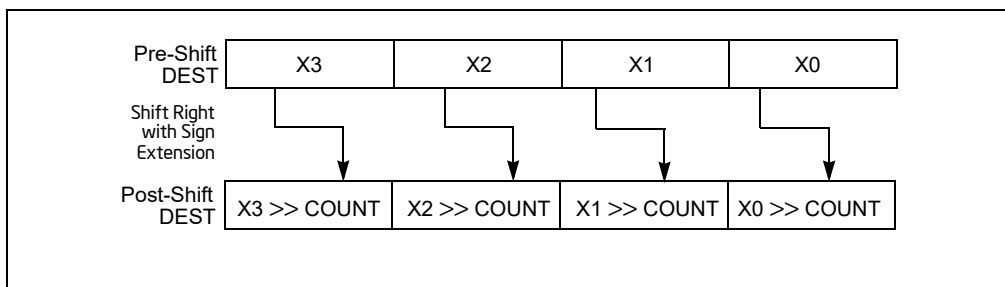 Pre-Shift
DEST
X3 X2 X1 X0
Shift Right
with Sign
Extension
Post-Shift
DEST
X3 >> COUNT X2 >> COUNT X1 >> COUNT X0 >> COUNT